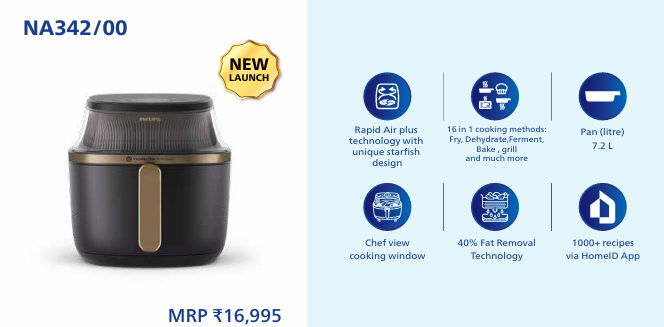 NA342/00
NEW
LAUNCH
PHILIPS
MRP ₹16,995
Rapid Air plus
technology with
unique starfish
design
16 in 1 cooking methods:
Fry, Dehydrate,Ferment,
Bake , grill
and much more
Pan (litre)
7.2 L
Chef view
cooking window
40% Fat Removal
Technology
1000+ recipes
via HomeID App